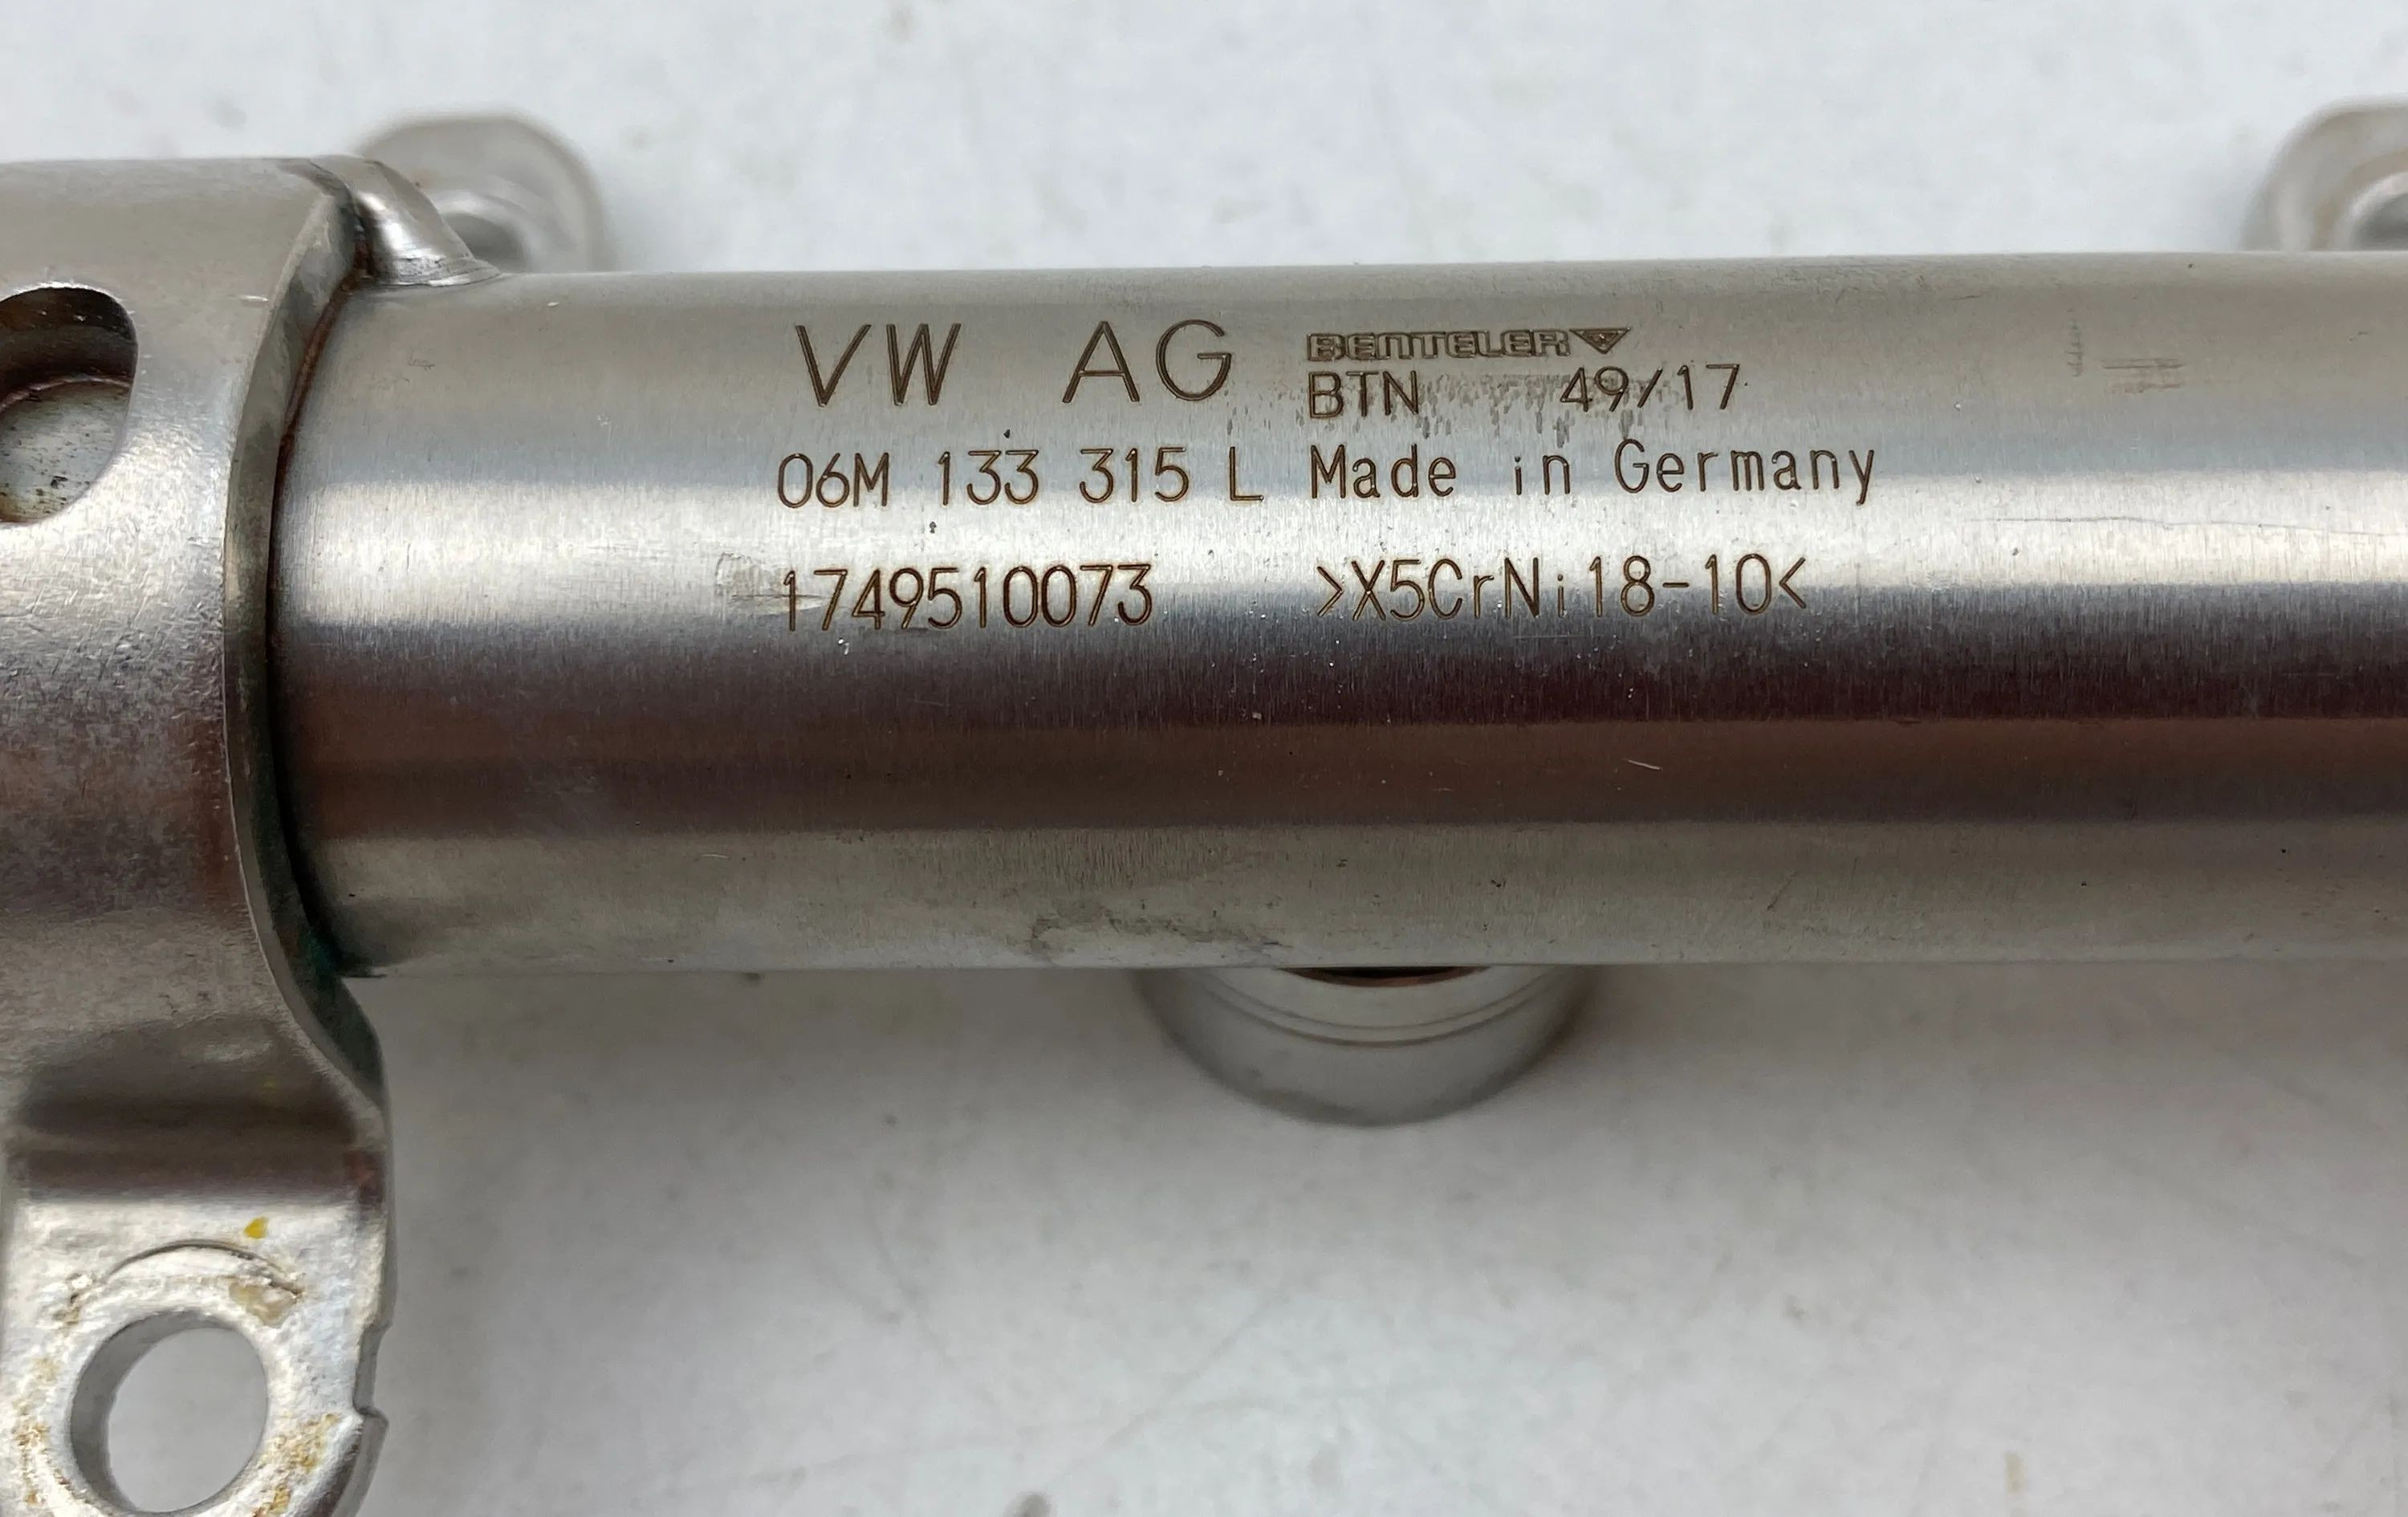 VW AG BENTELER
BTN 49/17
06M 133 315 L Made in Germany
1749510073 >X5CrNi18-10<